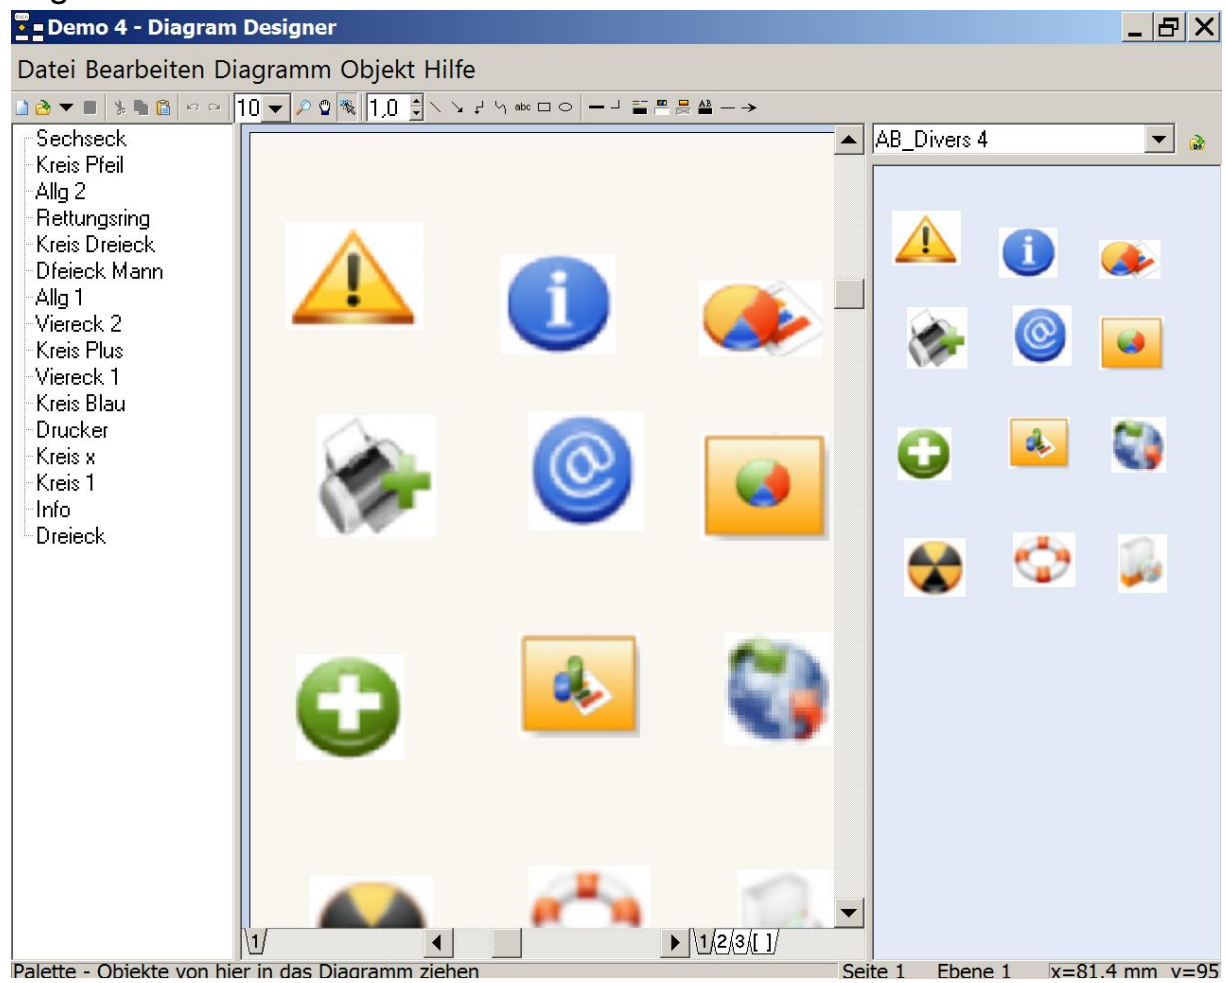 Demo 4 - Diagram Designer
Datei Bearbeiten Diagramm Objekt Hilfe
10 1,0 abc AB
Sechseck
Kreis Pfeil
Allg 2
Rettungsring
Kreis Dreieck
Dfeieck Mann
Allg 1
Viereck 2
Kreis Plus
Viereck 1
Kreis Blau
Drucker
Kreis x
Kreis 1
Info
Dreieck
AB_Divers 4
1 1 2 3 [ ]
Palette - Objekte von hier in das Diagramm ziehen Seite 1 Ebene 1 x=81.4 mm y=95